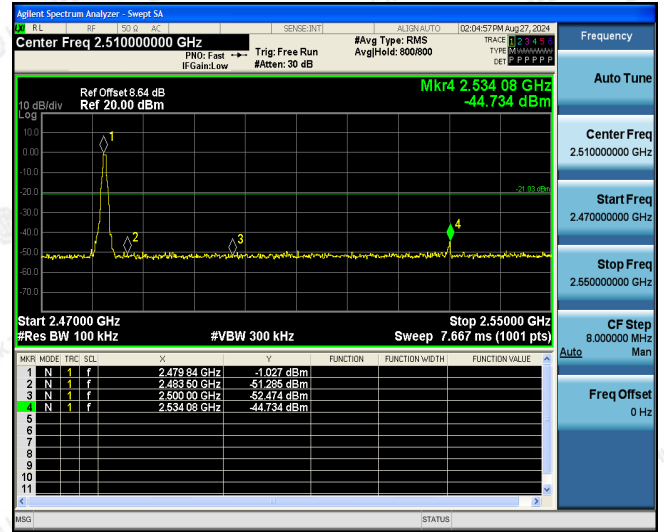 Agilent Spectrum Analyzer - Swept SA
RL RF 50 Ω AC SENSE:INT ALIGN AUTO 02:04:57 PM Aug 27, 2024
Center Freq 2.510000000 GHz
PNO: Fast
IFGain:Low
Trig: Free Run
#Atten: 30 dB
#Avg Type: RMS
Avg|Hold: 800/800
TRACE 1 2 3 4 5 6
TYPE M
DET P P P P P P
Mkr4 2.534 08 GHz
-44.734 dBm
Ref Offset 8.64 dB
10 dB/div Ref 20.00 dBm
Log
10.0
0.00
-10.0
-20.0
-30.0
-40.0
-50.0
-60.0
-70.0
1
2
3
4
-21.03 dBm
Start 2.47000 GHz Stop 2.55000 GHz
#Res BW 100 kHz #VBW 300 kHz Sweep 7.667 ms (1001 pts)
MKR MODE TRC SCL X Y FUNCTION FUNCTION WIDTH FUNCTION VALUE
1 N 1 f 2.479 84 GHz -1.027 dBm
2 N 1 f 2.483 50 GHz -51.285 dBm
3 N 1 f 2.500 00 GHz -52.474 dBm
4 N 1 f 2.534 08 GHz -44.734 dBm
5
6
7
8
9
10
11
MSG STATUS
Frequency
Auto Tune
Center Freq
2.510000000 GHz
Start Freq
2.470000000 GHz
Stop Freq
2.550000000 GHz
CF Step
8.000000 MHz
Auto Man
Freq Offset
0 Hz